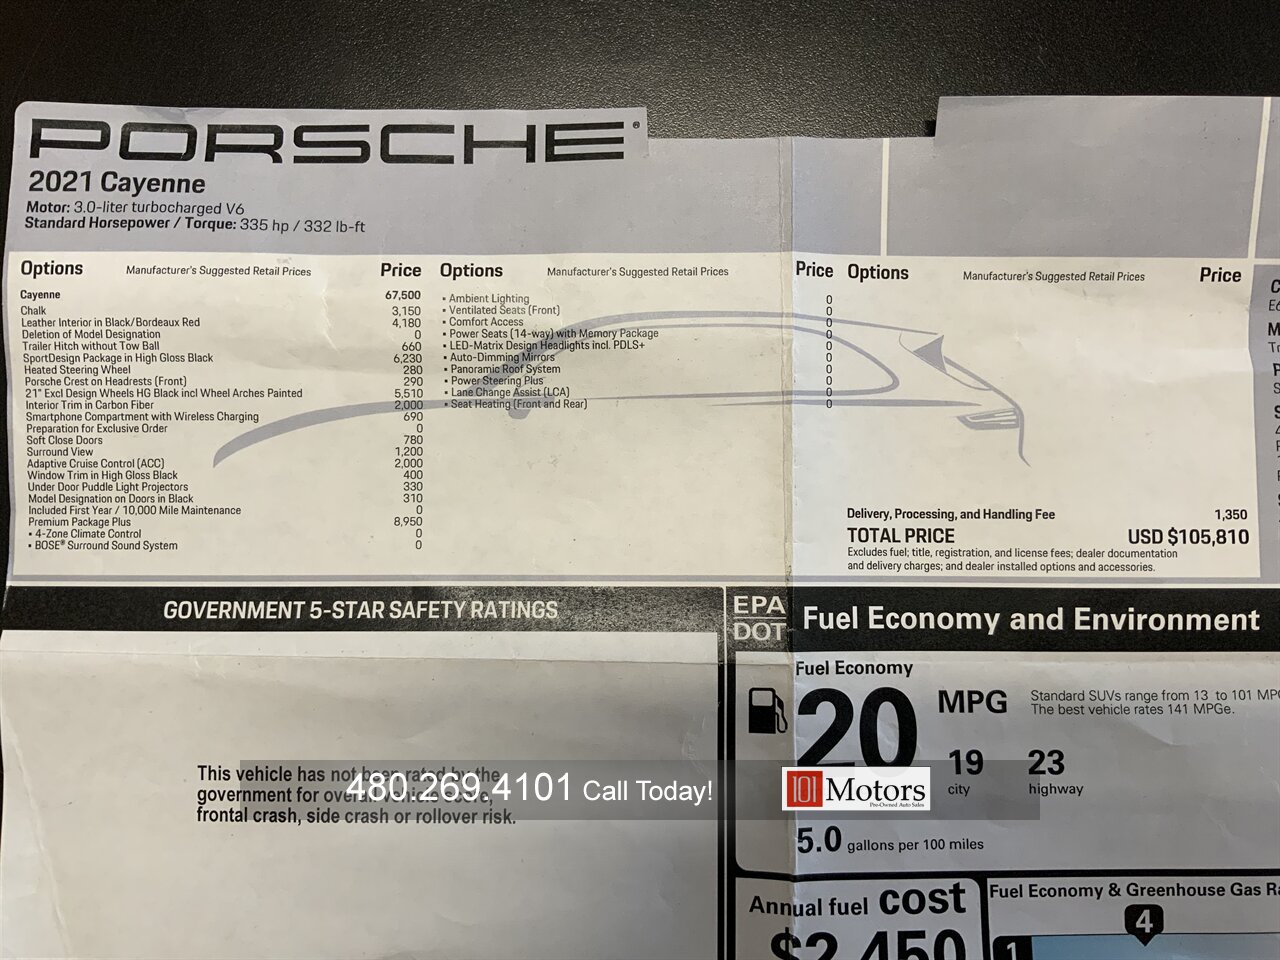 PORSCHE®
2021 Cayenne
Motor: 3.0-liter turbocharged V6
Standard Horsepower / Torque: 335 hp / 332 lb-ft
Options Manufacturer's Suggested Retail Prices Price
Cayenne 67,500
Chalk 3,150
Leather Interior in Black/Bordeaux Red 4,180
Deletion of Model Designation 0
Trailer Hitch without Tow Ball 660
SportDesign Package in High Gloss Black 6,230
Heated Steering Wheel 280
Porsche Crest on Headrests (Front) 290
21" Excl Design Wheels HG Black incl Wheel Arches Painted 5,510
Interior Trim in Carbon Fiber 2,000
Smartphone Compartment with Wireless Charging 690
Preparation for Exclusive Order 0
Soft Close Doors 780
Surround View 1,200
Adaptive Cruise Control (ACC) 2,000
Window Trim in High Gloss Black 400
Under Door Puddle Light Projectors 330
Model Designation on Doors in Black 310
Included First Year / 10,000 Mile Maintenance 0
Premium Package Plus 8,950
▪ 4-Zone Climate Control 0
▪ BOSE® Surround Sound System 0
Options Manufacturer's Suggested Retail Prices Price
▪ Ambient Lighting 0
▪ Ventilated Seats (Front) 0
▪ Comfort Access 0
▪ Power Seats (14-way) with Memory Package 0
▪ LED-Matrix Design Headlights incl. PDLS+ 0
▪ Auto-Dimming Mirrors 0
▪ Panoramic Roof System 0
▪ Power Steering Plus 0
▪ Lane Change Assist (LCA) 0
▪ Seat Heating (Front and Rear) 0
Options Manufacturer's Suggested Retail Prices Price
Delivery, Processing, and Handling Fee 1,350
TOTAL PRICE USD $105,810
Excludes fuel; title, registration, and license fees; dealer documentation
and delivery charges; and dealer installed options and accessories.
GOVERNMENT 5-STAR SAFETY RATINGS
This vehicle has not been rated by the
government for overall vehicle score,
frontal crash, side crash or rollover risk.
EPA
DOT
Fuel Economy and Environment
Fuel Economy
20 MPG
Standard SUVs range from 13 to 101 MPG
The best vehicle rates 141 MPGe.
19 23
city highway
5.0 gallons per 100 miles
Annual fuel cost
$2,450
Fuel Economy & Greenhouse Gas Ra
4
1
480.269.4101 Call Today!
101 Motors
Pre-Owned Auto Sales